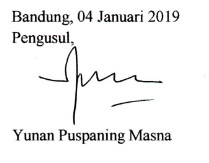 Bandung, 04 Januari 2019
Pengusul,
Yunan Puspaning Masna